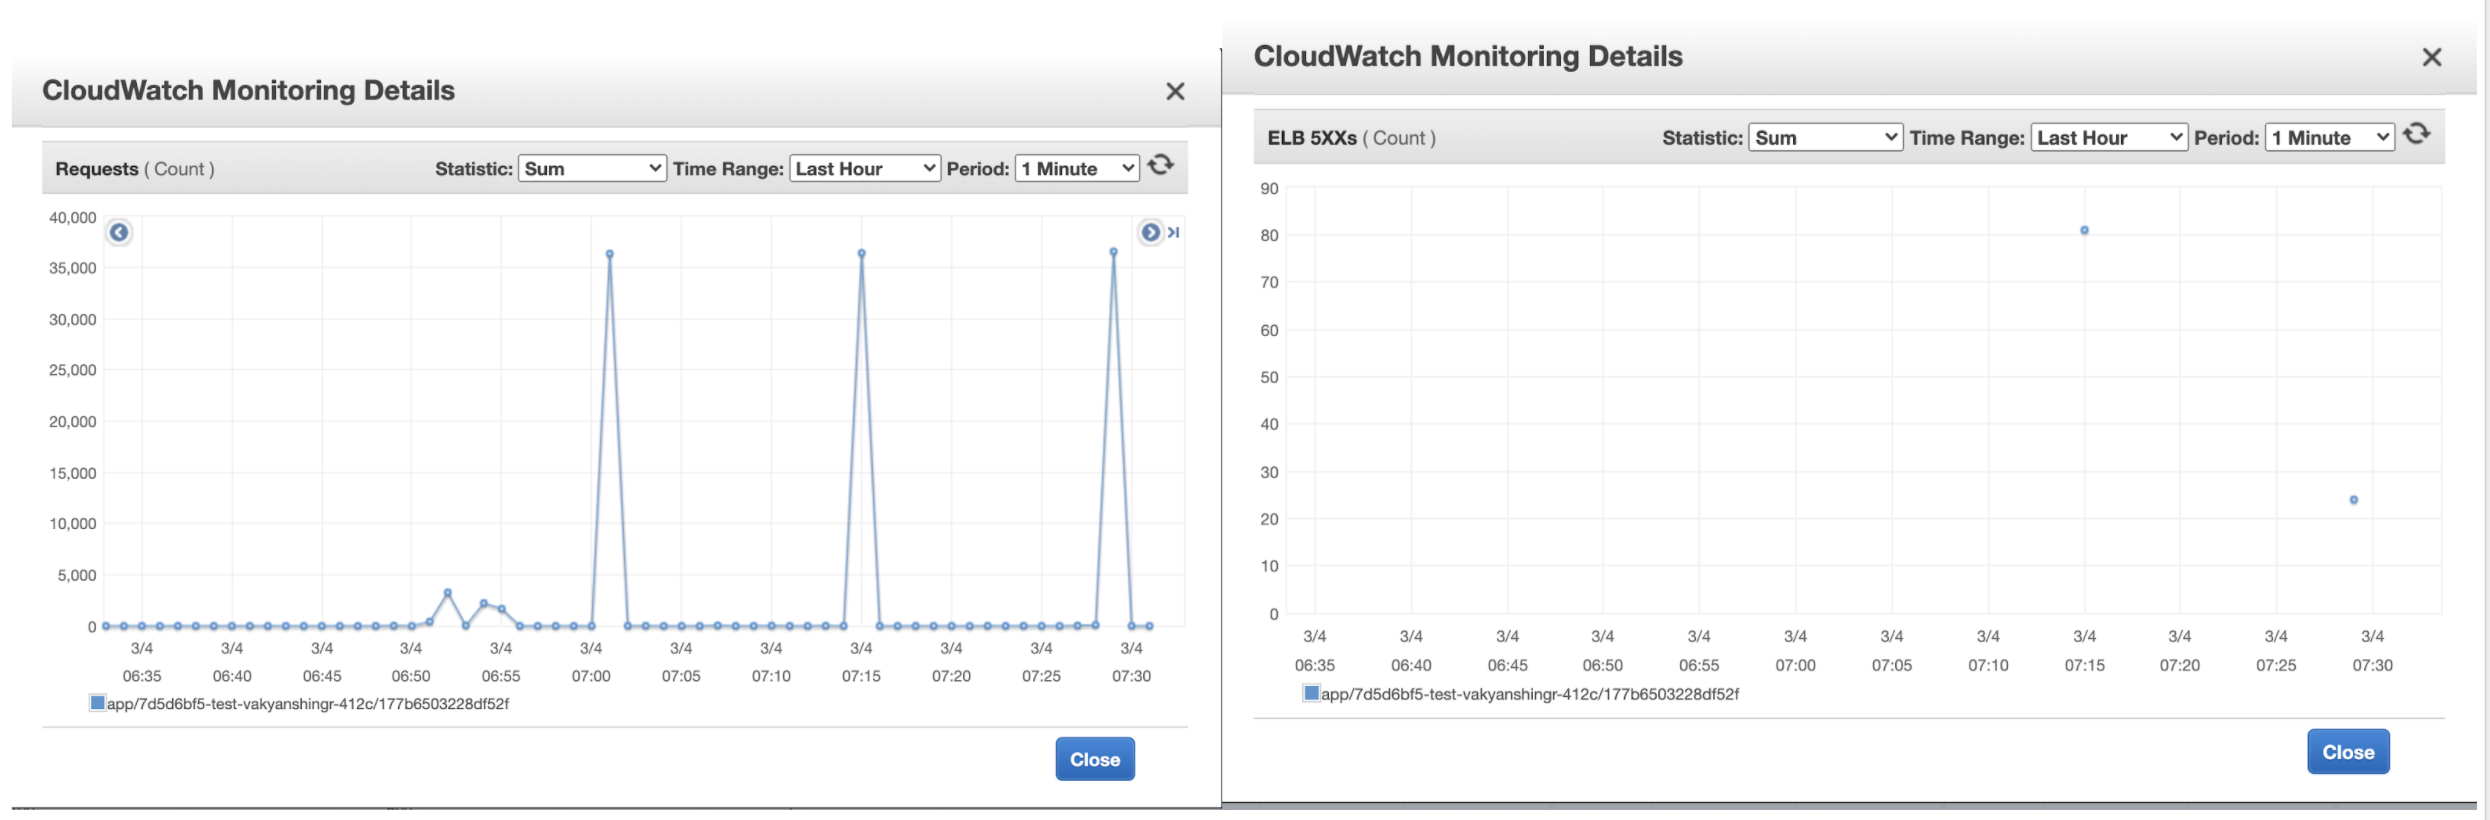 CloudWatch Monitoring Details
Requests ( Count )
Statistic: Sum Time Range: Last Hour Period: 1 Minute
40,000
35,000
30,000
25,000
20,000
15,000
10,000
5,000
0
3/4 3/4 3/4 3/4 3/4 3/4 3/4 3/4 3/4 3/4 3/4 3/4
06:35 06:40 06:45 06:50 06:55 07:00 07:05 07:10 07:15 07:20 07:25 07:30
app/7d5d6bf5-test-vakyanshingr-412c/177b6503228df52f
Close
CloudWatch Monitoring Details
ELB 5XXs ( Count )
Statistic: Sum Time Range: Last Hour Period: 1 Minute
90
80
70
60
50
40
30
20
10
0
3/4 3/4 3/4 3/4 3/4 3/4 3/4 3/4 3/4 3/4 3/4 3/4
06:35 06:40 06:45 06:50 06:55 07:00 07:05 07:10 07:15 07:20 07:25 07:30
app/7d5d6bf5-test-vakyanshingr-412c/177b6503228df52f
Close